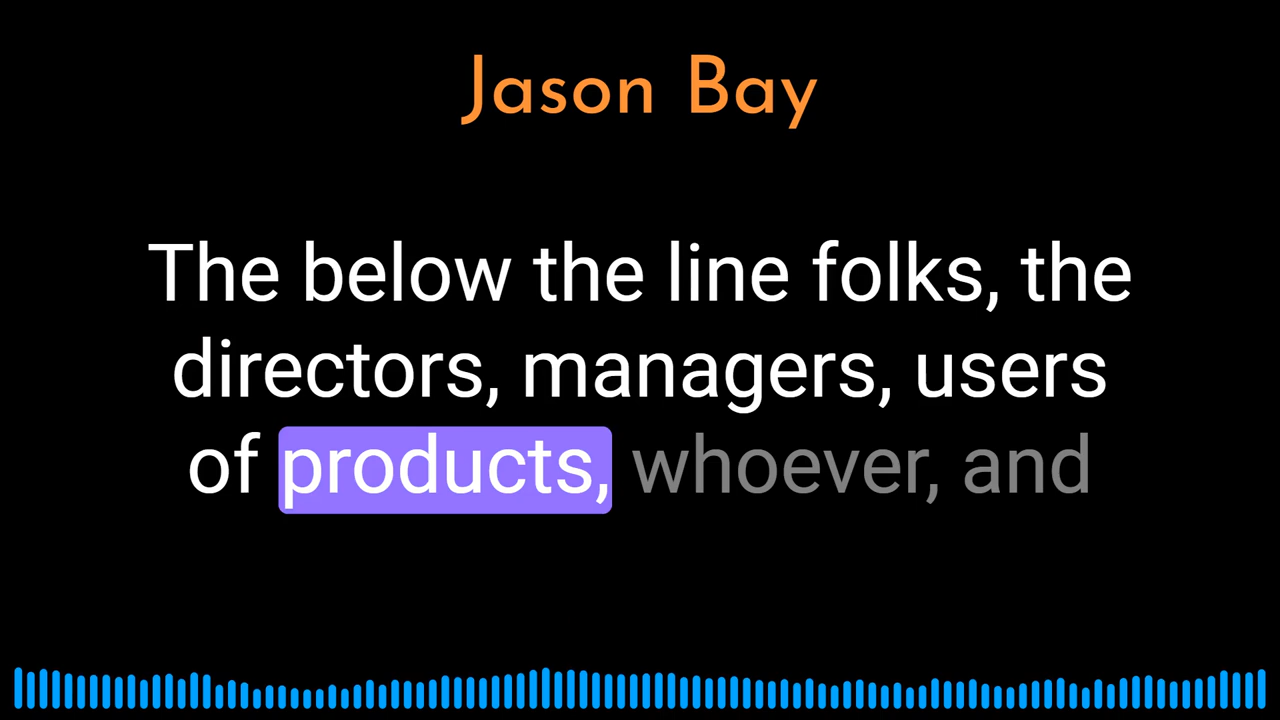 Jason Bay
The below the line folks, the
directors, managers, users
of products, whoever, and